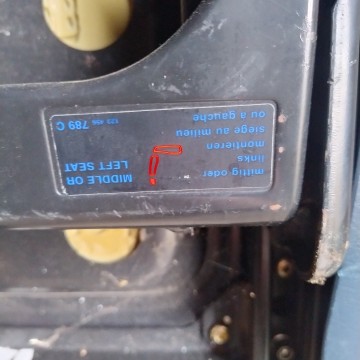 mittig oder
links
montieren
siege au milieu
ou a gauche
MIDDLE OR
LEFT SEAT
789 C